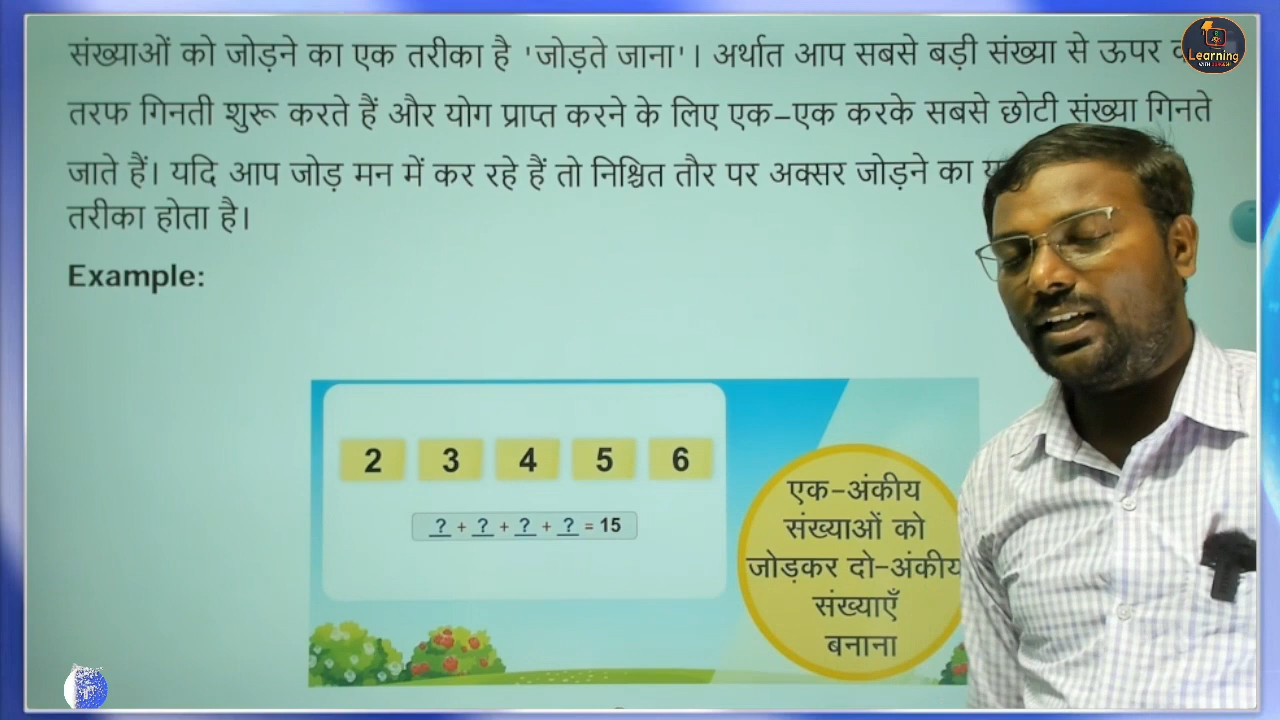 संख्याओं को जोड़ने का एक तरीका है 'जोड़ते जाना'। अर्थात आप सबसे बड़ी संख्या से ऊपर
तरफ गिनती शुरू करते हैं और योग प्राप्त करने के लिए एक-एक करके सबसे छोटी संख्या गिनते
जाते हैं। यदि आप जोड़ मन में कर रहे हैं तो निश्चित तौर पर अक्सर जोड़ने का
तरीका होता है।
Example:
2 3 4 5 6
? + ? + ? + ? = 15
एक-अंकीय
संख्याओं को
जोड़कर दो-अंकीय
संख्याएँ
बनाना
Learning